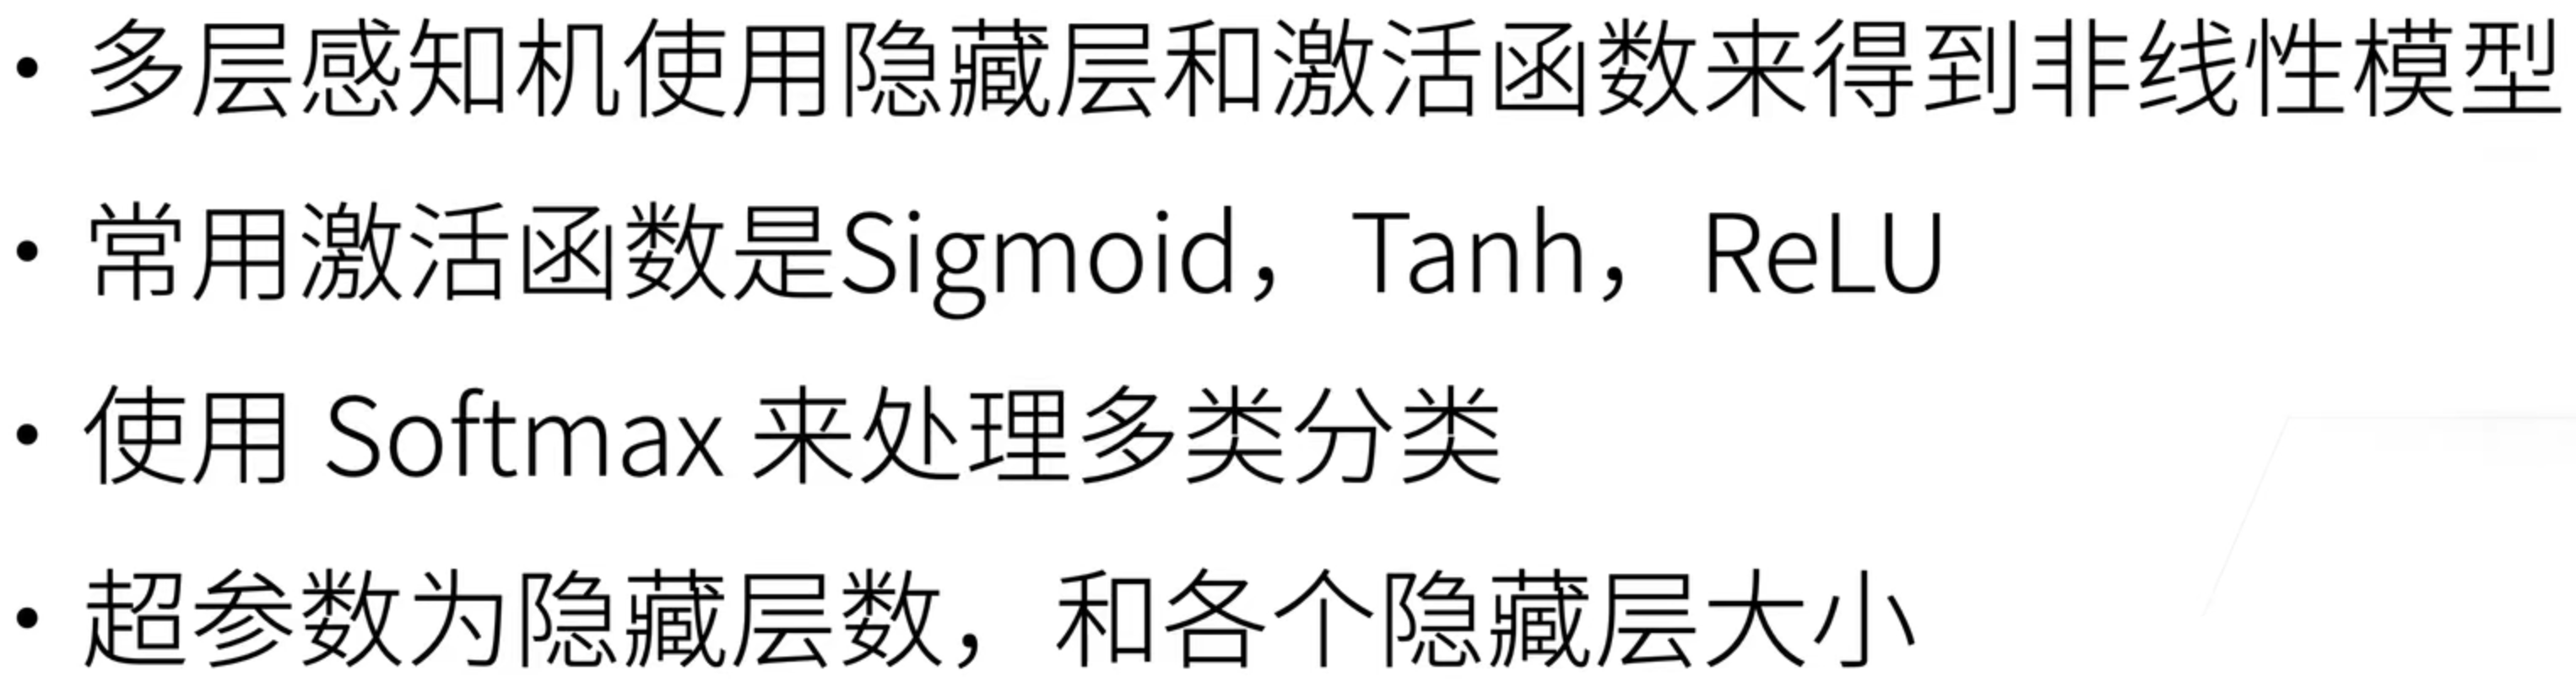 • 多层感知机使用隐藏层和激活函数来得到非线性模型
• 常用激活函数是Sigmoid，Tanh，ReLU
• 使用 Softmax 来处理多类分类
• 超参数为隐藏层数，和各个隐藏层大小